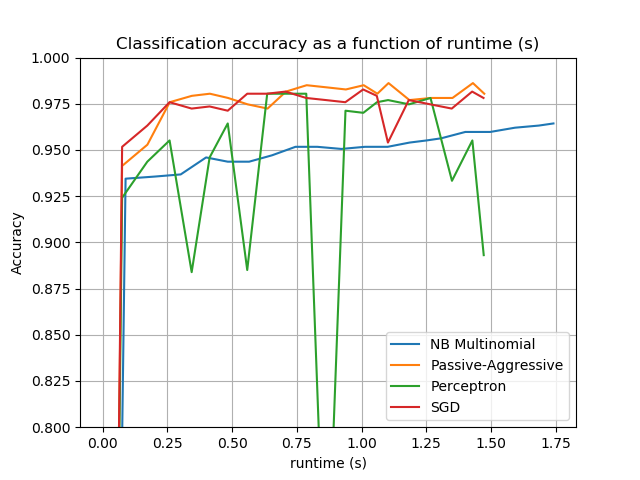 Classification accuracy as a function of runtime (s)
1.000
0.975
0.950
0.925
0.900
0.875
0.850
0.825
0.800
Accuracy
NB Multinomial
Passive-Aggressive
Perceptron
SGD
0.00 0.25 0.50 0.75 1.00 1.25 1.50 1.75
runtime (s)